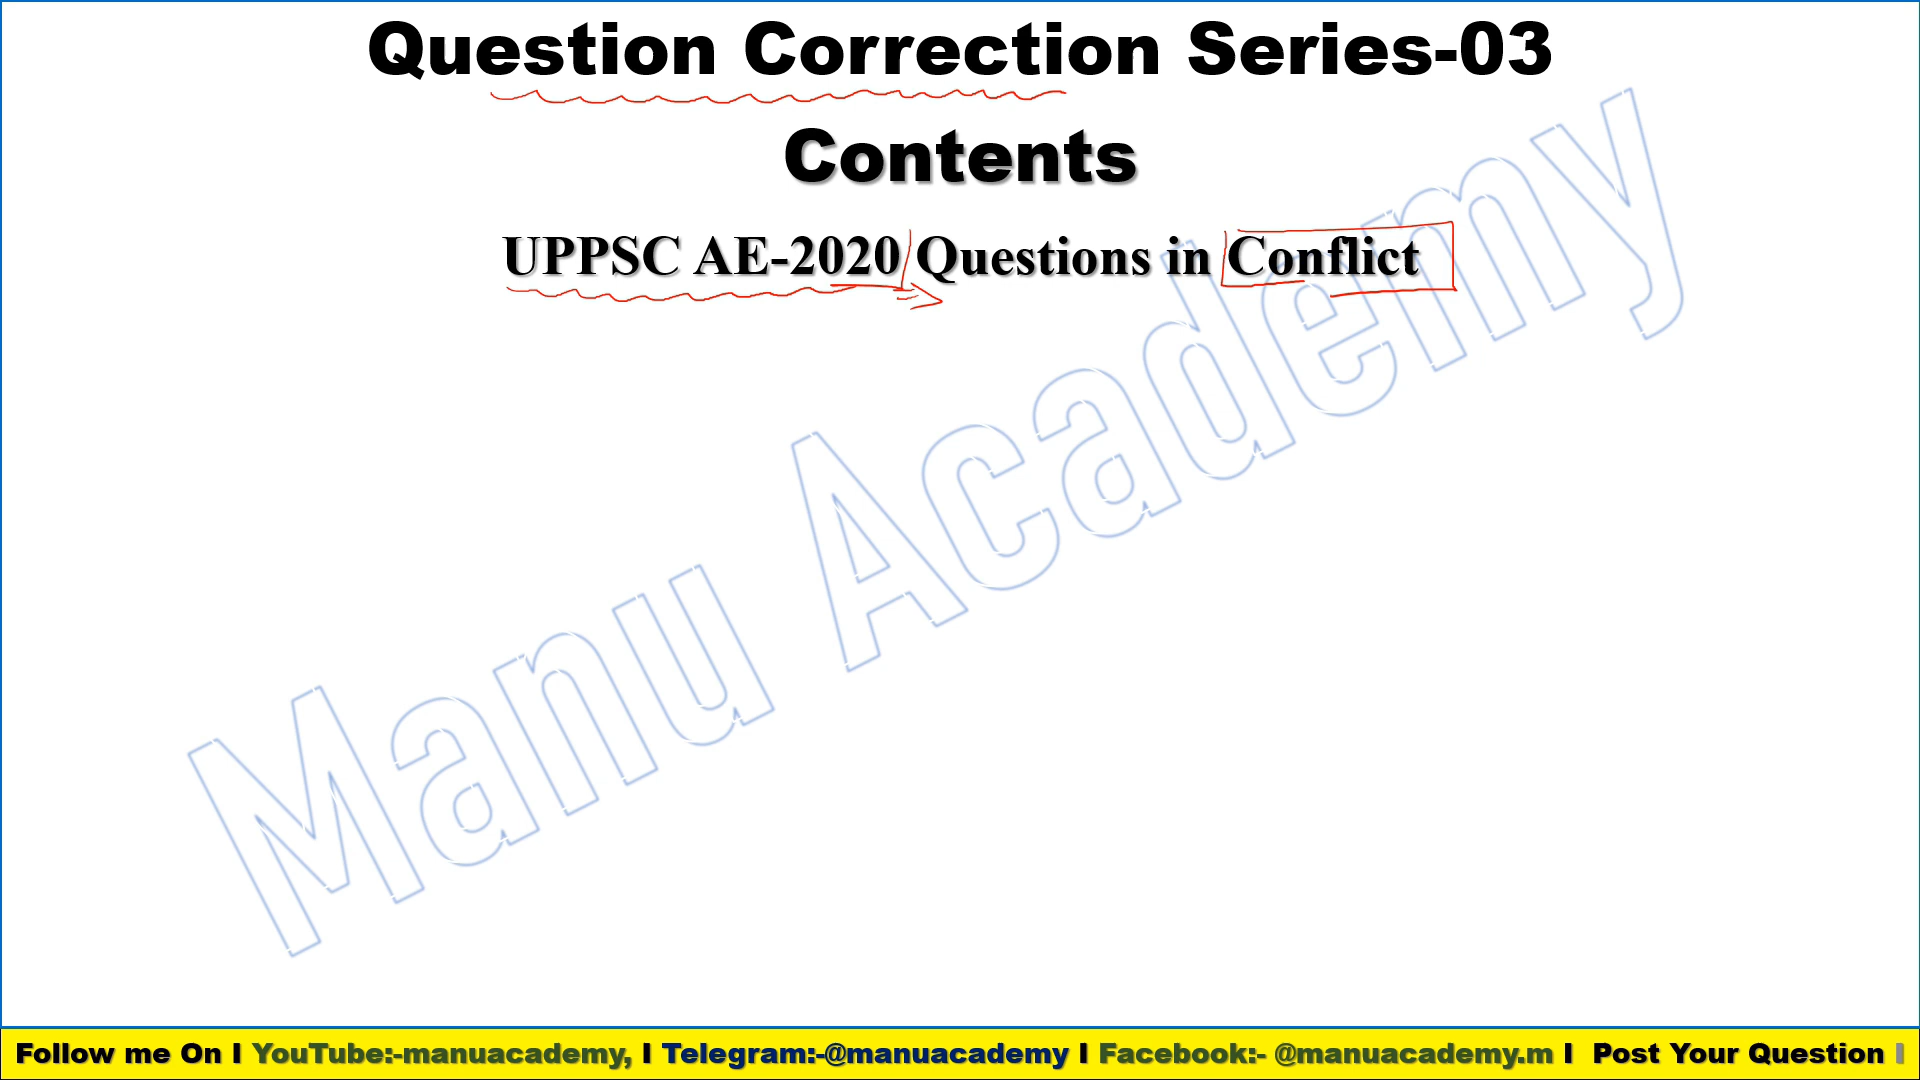 Question Correction Series-03
Contents
UPPSC AE-2020 Questions in Conflict
Manu Academy
Follow me On I YouTube:-manuacademy, I Telegram:-@manuacademy I Facebook:- @manuacademy.m I Post Your Question I